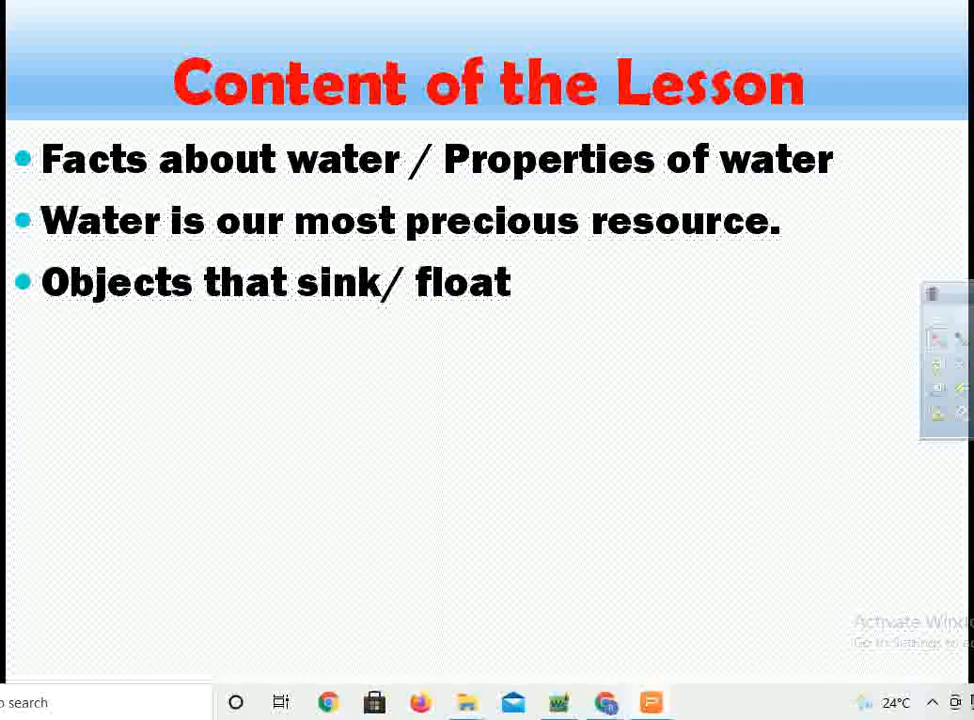 Content of the Lesson
Facts about water / Properties of water
Water is our most precious resource.
Objects that sink/ float
Activate
Go to Settings to
search
24°C